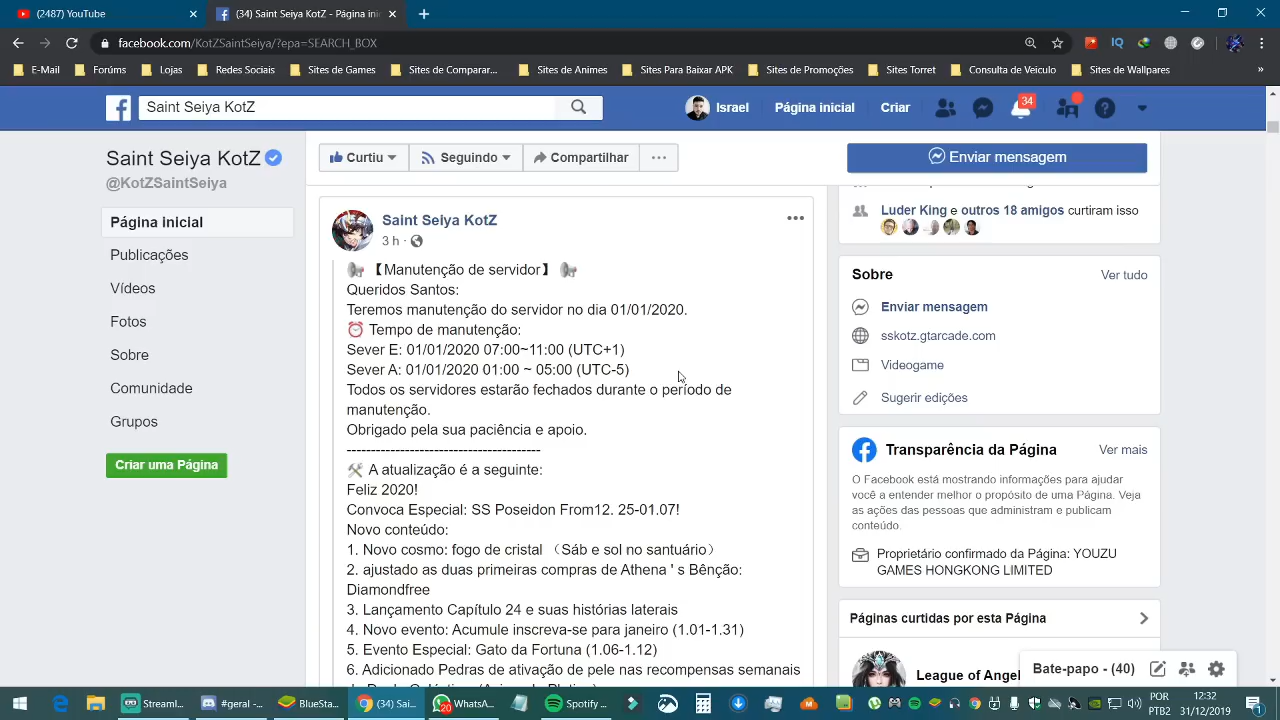 (2487) YouTube
(34) Saint Seiya KotZ - Página ini
facebook.com/KotZSaintSeiya/?epa=SEARCH_BOX
E-Mail
Fóruns
Lojas
Redes Sociais
Sites de Games
Sites de Comparar...
Sites de Animes
Sites Para Baixar APK
Sites de Promoções
Sites Torret
Consulta de Veículo
Sites de Wallpares
»
Saint Seiya KotZ
Israel
Página inicial
Criar
34
Saint Seiya KotZ
@KotZSaintSeiya
Página inicial
Publicações
Vídeos
Fotos
Sobre
Comunidade
Grupos
Criar uma Página
Curtiu
Seguindo
Compartilhar
Enviar mensagem
Saint Seiya KotZ
3 h ·
【Manutenção de servidor】
Queridos Santos:
Teremos manutenção do servidor no dia 01/01/2020.
Tempo de manutenção:
Sever E: 01/01/2020 07:00~11:00 (UTC+1)
Sever A: 01/01/2020 01:00 ~ 05:00 (UTC-5)
Todos os servidores estarão fechados durante o período de
manutenção.
Obrigado pela sua paciência e apoio.
----------------------------------------
A atualização é a seguinte:
Feliz 2020!
Convoca Especial: SS Poseidon From12. 25-01.07!
Novo conteúdo:
1. Novo cosmo: fogo de cristal （Sáb e sol no santuário）
2. ajustado as duas primeiras compras de Athena ' s Bênção:
Diamondfree
3. Lançamento Capítulo 24 e suas histórias laterais
4. Novo evento: Acumule inscreva-se para janeiro (1.01-1.31)
5. Evento Especial: Gato da Fortuna (1.06-1.12)
6. Adicionado Pedras de ativação de pele nas recompensas semanais
Luder King e outros 18 amigos curtiram isso
Sobre
Ver tudo
Enviar mensagem
sskotz.gtarcade.com
Videogame
Sugerir edições
Transparência da Página
Ver mais
O Facebook está mostrando informações para ajudar
você a entender melhor o propósito de uma Página. Veja
as ações das pessoas que administram e publicam
conteúdo.
Proprietário confirmado da Página: YOUZU
GAMES HONGKONG LIMITED
Páginas curtidas por esta Página
League of Angel
Bate-papo - (40)
StreamL...
#geral - ...
BlueSta...
(34) Sai...
20
WhatsA...
Spotify ...
POR
PTB2
12:32
31/12/2019